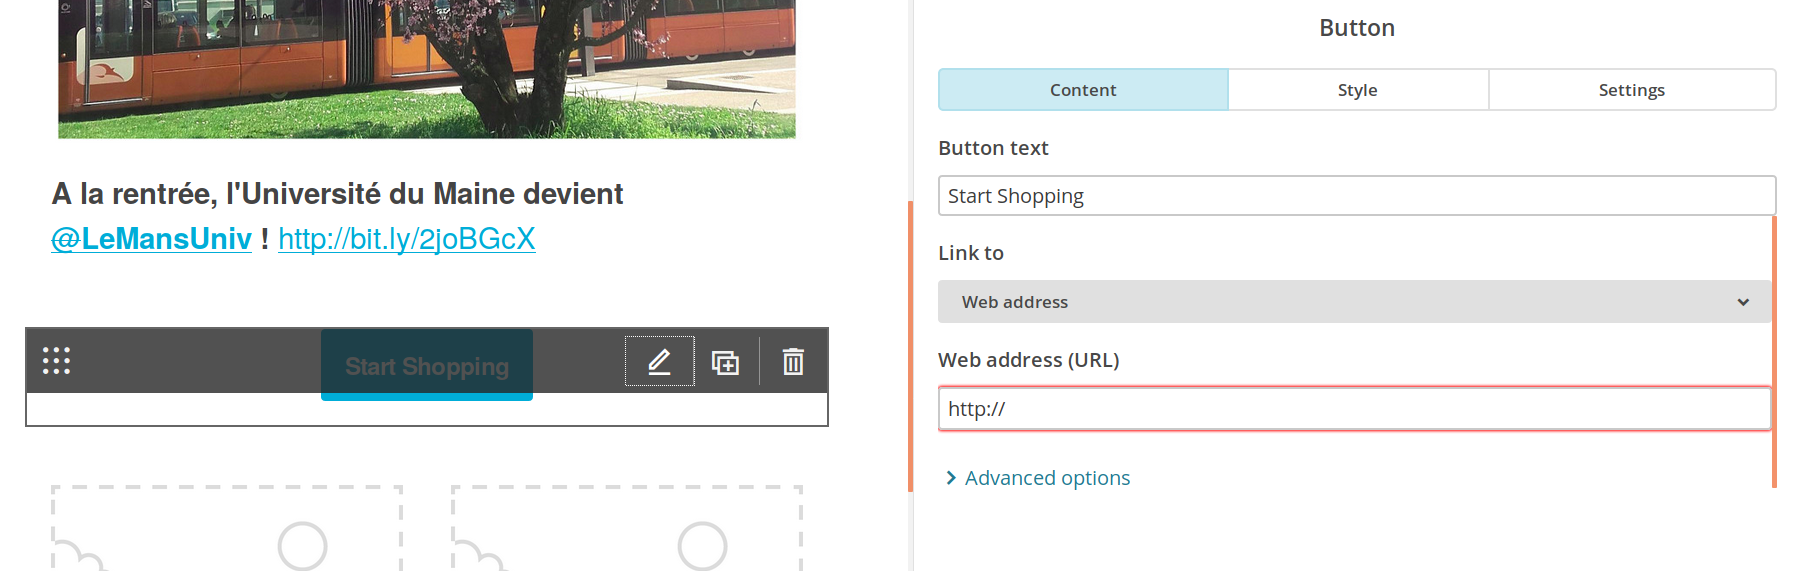 A la rentrée, l'Université du Maine devient
@LeMansUniv ! http://bit.ly/2joBGcX
Start Shopping
Button
Content Style Settings
Button text
Start Shopping
Link to
Web address
Web address (URL)
http://
Advanced options